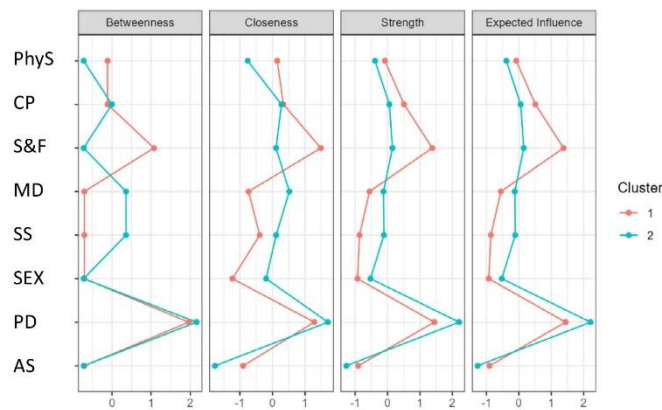 Betweenness Closeness Strength Expected Influence
PhyS
CP
S&F
MD
SS
SEX
PD
AS
Cluster
1
2
0 1 2 -1 0 1 -1 0 1 2 -1 0 1 2